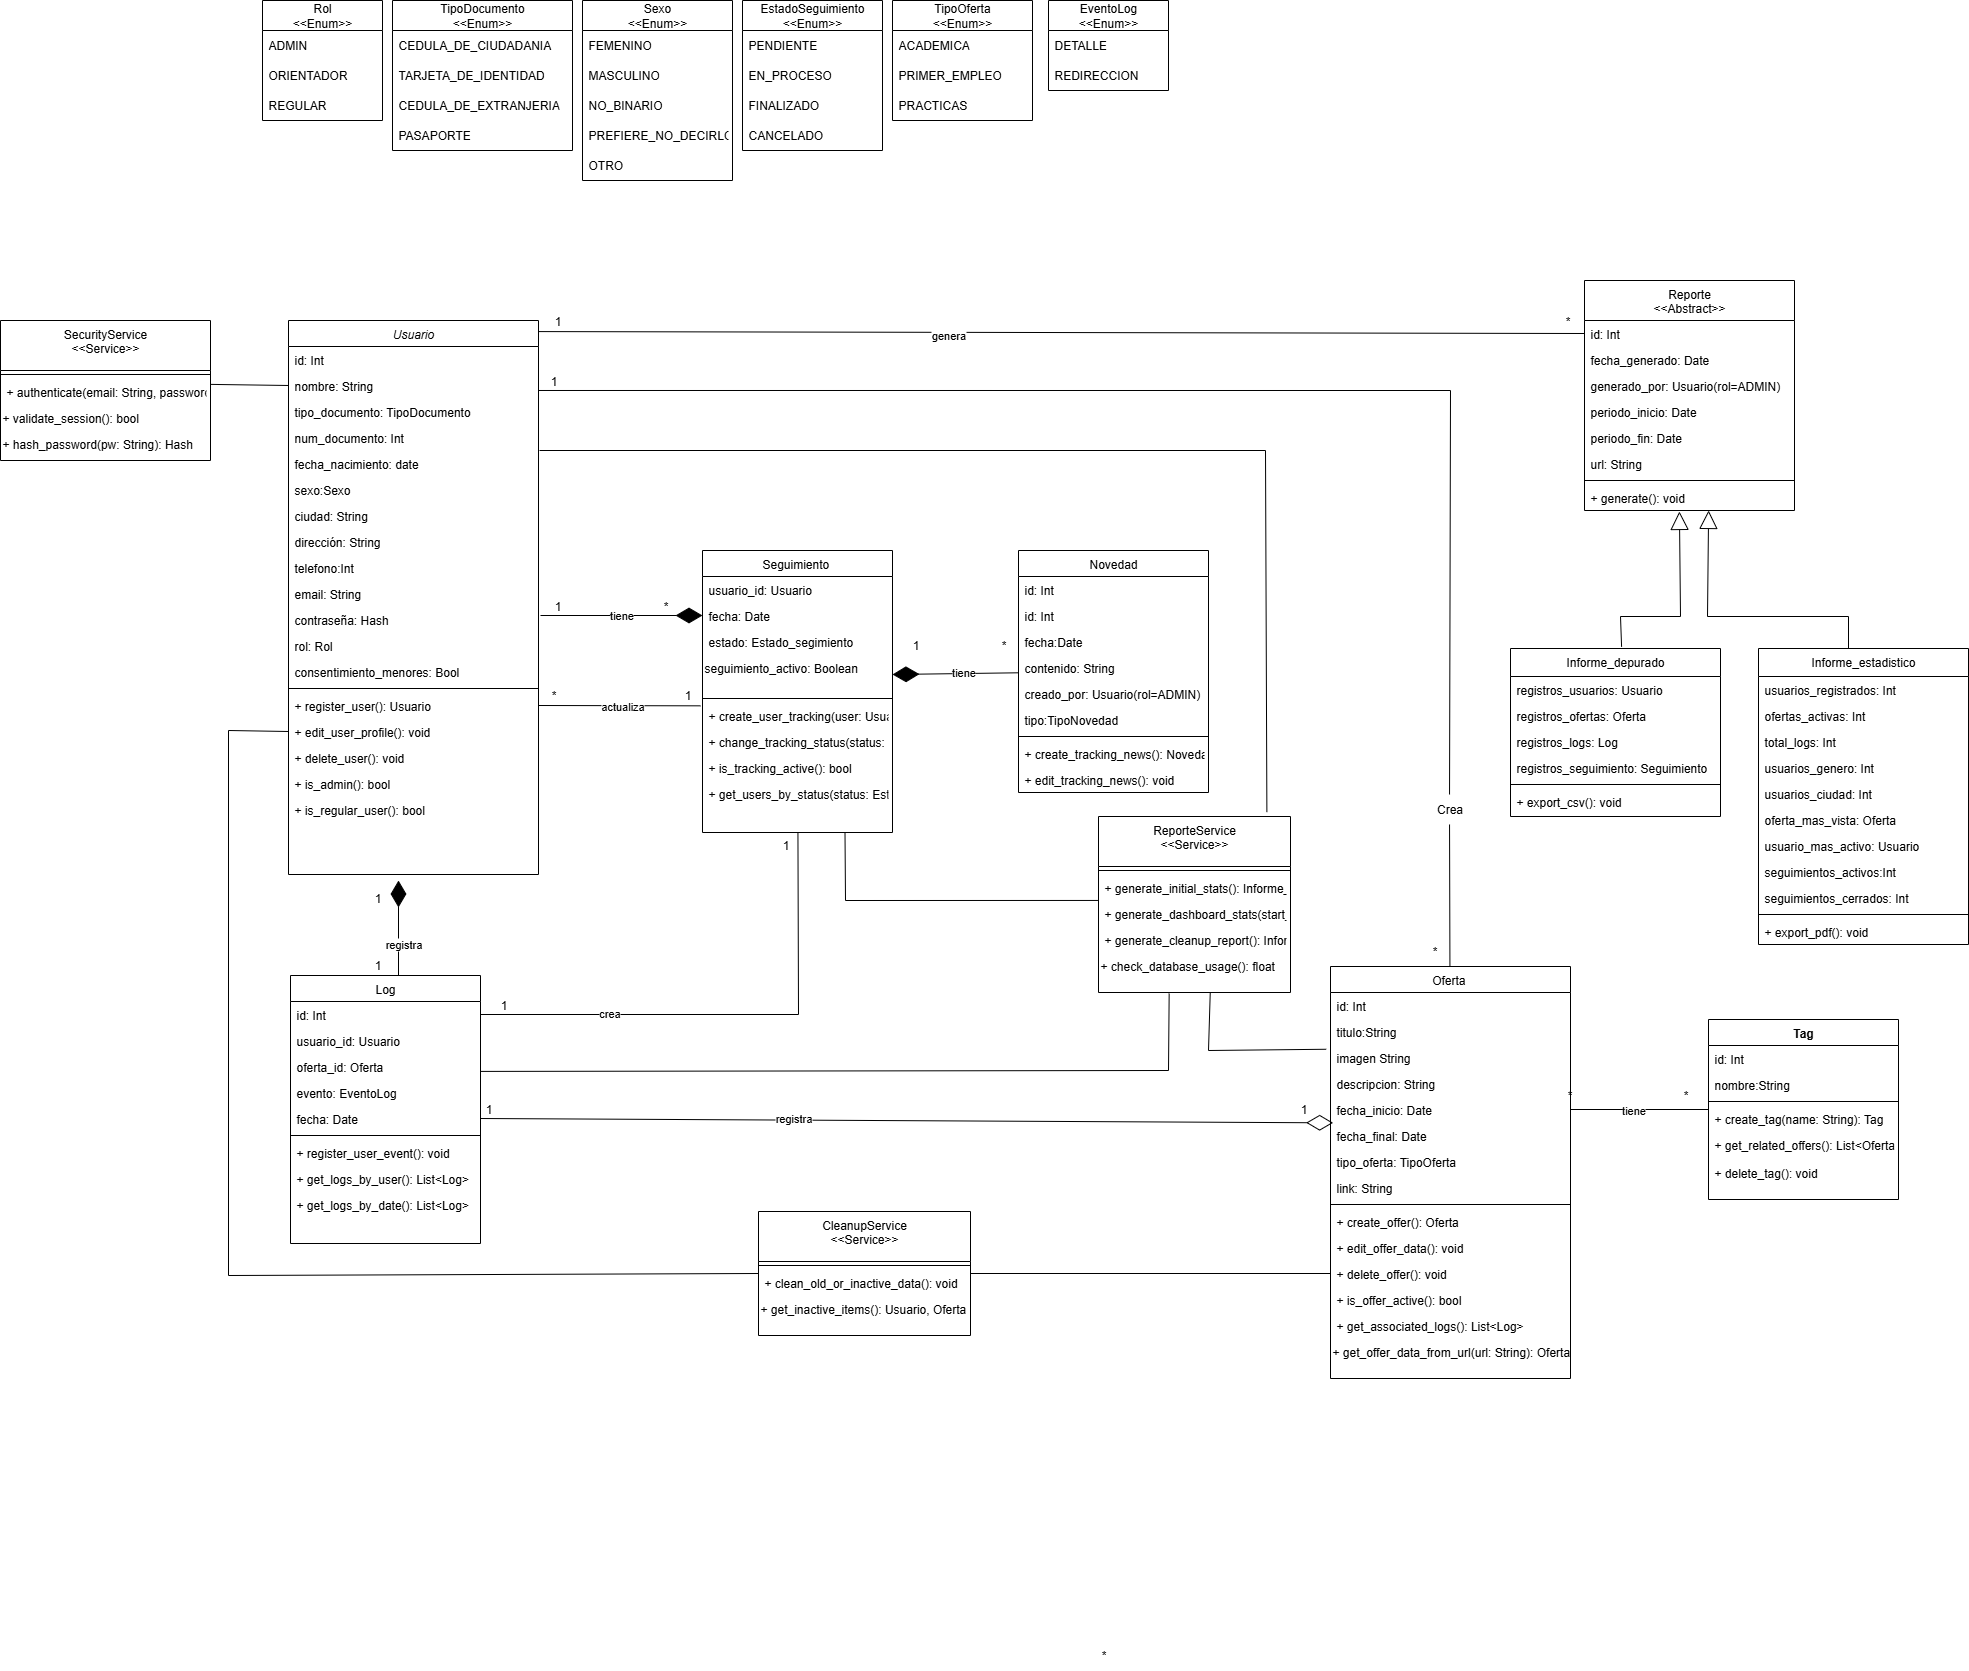 Rol
<<Enum>>
ADMIN
ORIENTADOR
REGULAR
TipoDocumento
<<Enum>>
CEDULA_DE_CIUDADANIA
TARJETA_DE_IDENTIDAD
CEDULA_DE_EXTRANJERIA
PASAPORTE
Sexo
<<Enum>>
FEMENINO
MASCULINO
NO_BINARIO
PREFIERE_NO_DECIRLO
OTRO
EstadoSeguimiento
<<Enum>>
PENDIENTE
EN_PROCESO
FINALIZADO
CANCELADO
TipoOferta
<<Enum>>
ACADEMICA
PRIMER_EMPLEO
PRACTICAS
EventoLog
<<Enum>>
DETALLE
REDIRECCION
SecurityService
<<Service>>
+ authenticate(email: String, password
+ validate_session(): bool
+ hash_password(pw: String): Hash
Usuario
id: Int
nombre: String
tipo_documento: TipoDocumento
num_documento: Int
fecha_nacimiento: date
sexo:Sexo
ciudad: String
dirección: String
telefono:Int
email: String
contraseña: Hash
rol: Rol
consentimiento_menores: Bool
+ register_user(): Usuario
+ edit_user_profile(): void
+ delete_user(): void
+ is_admin(): bool
+ is_regular_user(): bool
1
genera
*
1
Crea
*
1
tiene
*
*
actualiza
1
Reporte
<<Abstract>>
id: Int
fecha_generado: Date
generado_por: Usuario(rol=ADMIN)
periodo_inicio: Date
periodo_fin: Date
url: String
+ generate(): void
Seguimiento
usuario_id: Usuario
fecha: Date
estado: Estado_segimiento
seguimiento_activo: Boolean
+ create_user_tracking(user: Usua
+ change_tracking_status(status:
+ is_tracking_active(): bool
+ get_users_by_status(status: Est
1
tiene
*
Novedad
id: Int
id: Int
fecha:Date
contenido: String
creado_por: Usuario(rol=ADMIN)
tipo:TipoNovedad
+ create_tracking_news(): Noveda
+ edit_tracking_news(): void
Informe_depurado
registros_usuarios: Usuario
registros_ofertas: Oferta
registros_logs: Log
registros_seguimiento: Seguimiento
+ export_csv(): void
Informe_estadistico
usuarios_registrados: Int
ofertas_activas: Int
total_logs: Int
usuarios_genero: Int
usuarios_ciudad: Int
oferta_mas_vista: Oferta
usuario_mas_activo: Usuario
seguimientos_activos:Int
seguimientos_cerrados: Int
+ export_pdf(): void
ReporteService
<<Service>>
+ generate_initial_stats(): Informe_
+ generate_dashboard_stats(start_
+ generate_cleanup_report(): Infor
+ check_database_usage(): float
1
registra
1
1
crea
1
Log
id: Int
usuario_id: Usuario
oferta_id: Oferta
evento: EventoLog
fecha: Date
+ register_user_event(): void
+ get_logs_by_user(): List<Log>
+ get_logs_by_date(): List<Log>
1
registra
1
Oferta
id: Int
titulo:String
imagen String
descripcion: String
fecha_inicio: Date
fecha_final: Date
tipo_oferta: TipoOferta
link: String
+ create_offer(): Oferta
+ edit_offer_data(): void
+ delete_offer(): void
+ is_offer_active(): bool
+ get_associated_logs(): List<Log>
+ get_offer_data_from_url(url: String): Oferta
*
tiene
*
Tag
id: Int
nombre:String
+ create_tag(name: String): Tag
+ get_related_offers(): List<Oferta
+ delete_tag(): void
CleanupService
<<Service>>
+ clean_old_or_inactive_data(): void
+ get_inactive_items(): Usuario, Oferta
*